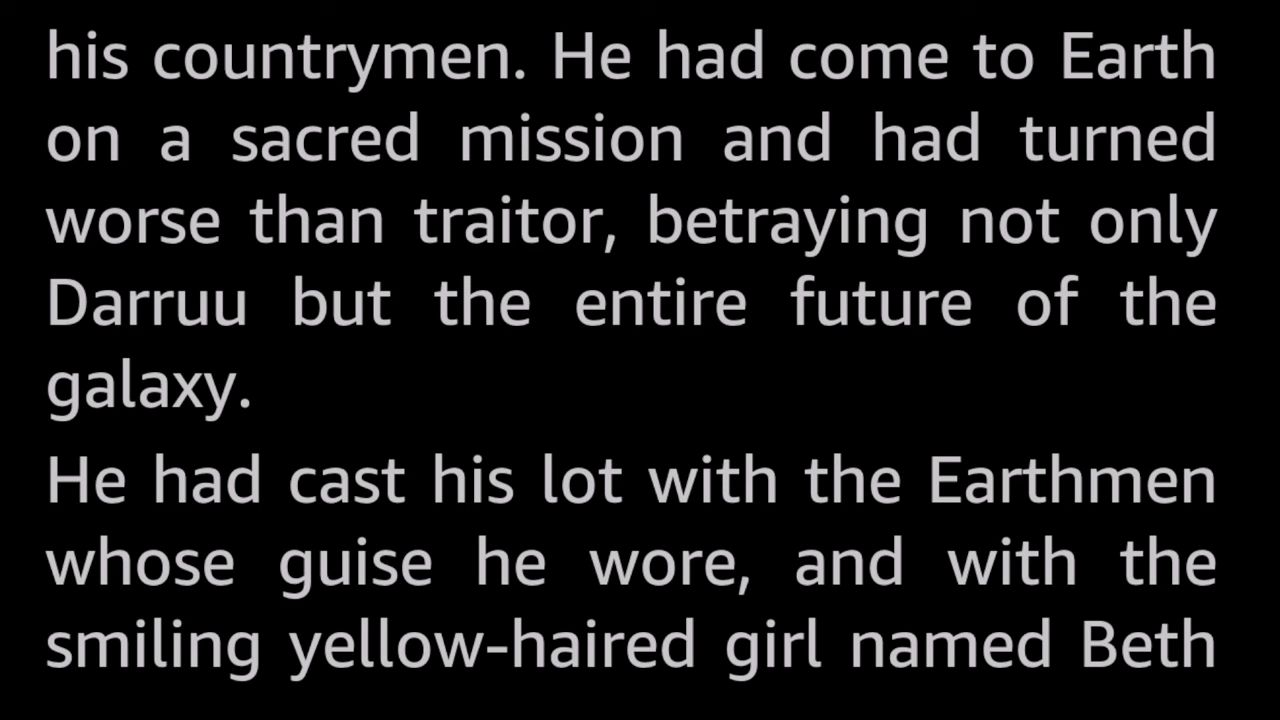 his countrymen. He had come to Earth
on a sacred mission and had turned
worse than traitor, betraying not only
Darruu but the entire future of the
galaxy.
He had cast his lot with the Earthmen
whose guise he wore, and with the
smiling yellow-haired girl named Beth